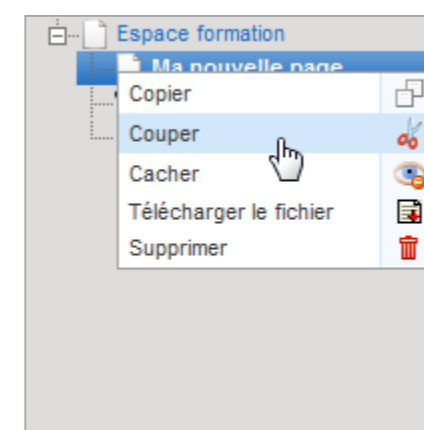 Espace formation
Ma nouvelle page
Copier
Couper
Cacher
Télécharger le fichier
Supprimer